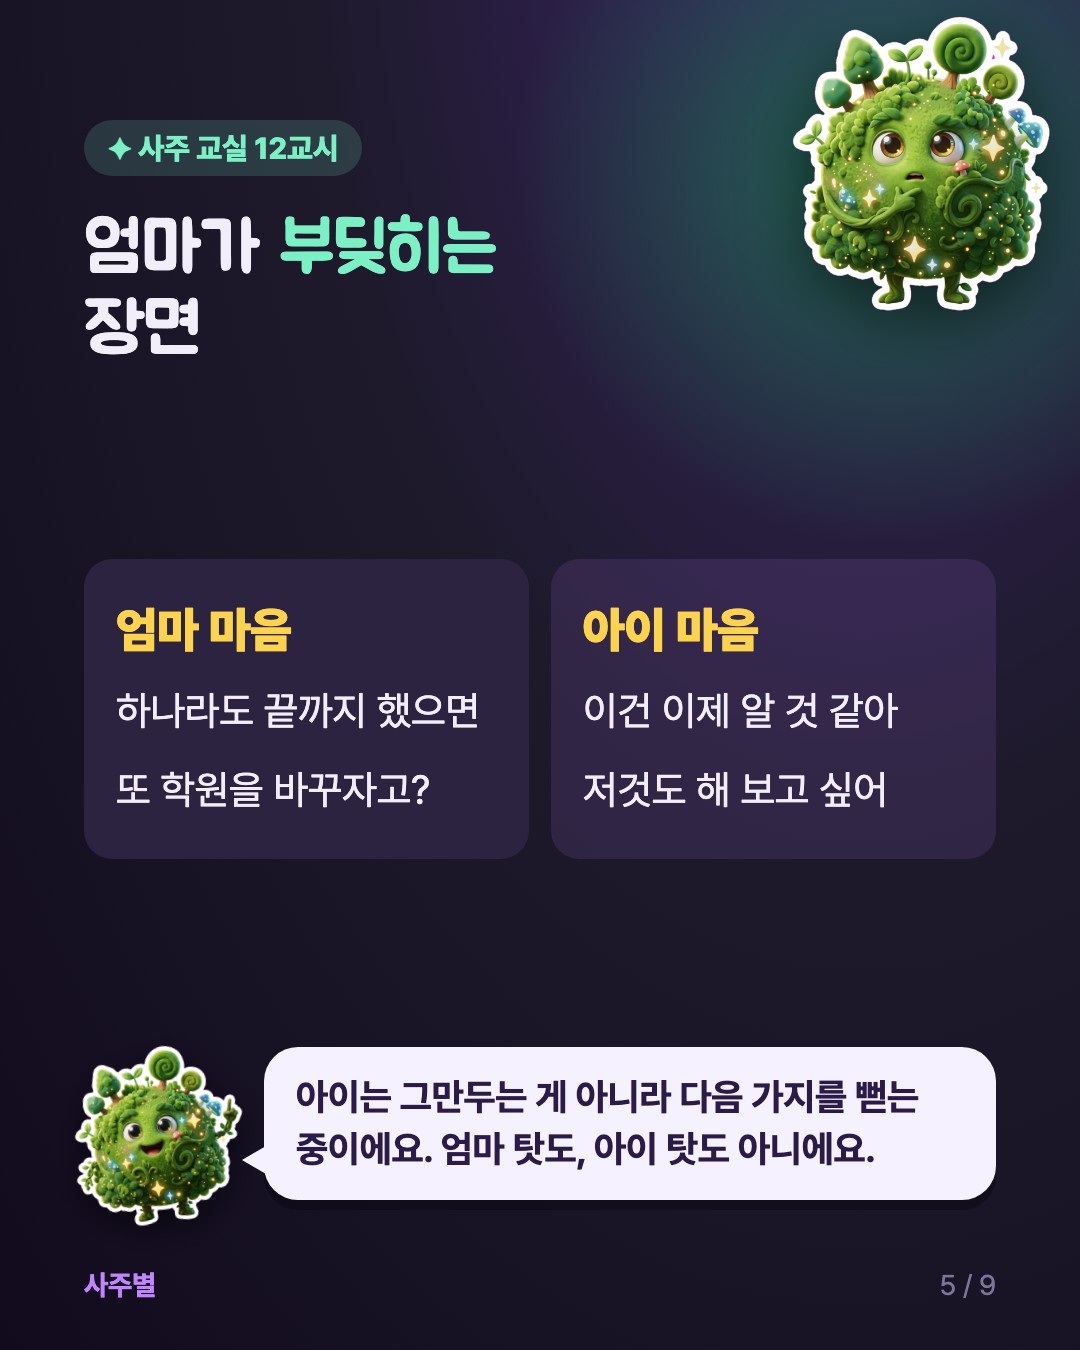 사주 교실 12교시
엄마가 부딪히는
장면
엄마 마음
하나라도 끝까지 했으면
또 학원을 바꾸자고?
아이 마음
이건 이제 알 것 같아
저것도 해 보고 싶어
아이는 그만두는 게 아니라 다음 가지를 뻗는
중이에요. 엄마 탓도, 아이 탓도 아니에요.
사주별
5 / 9